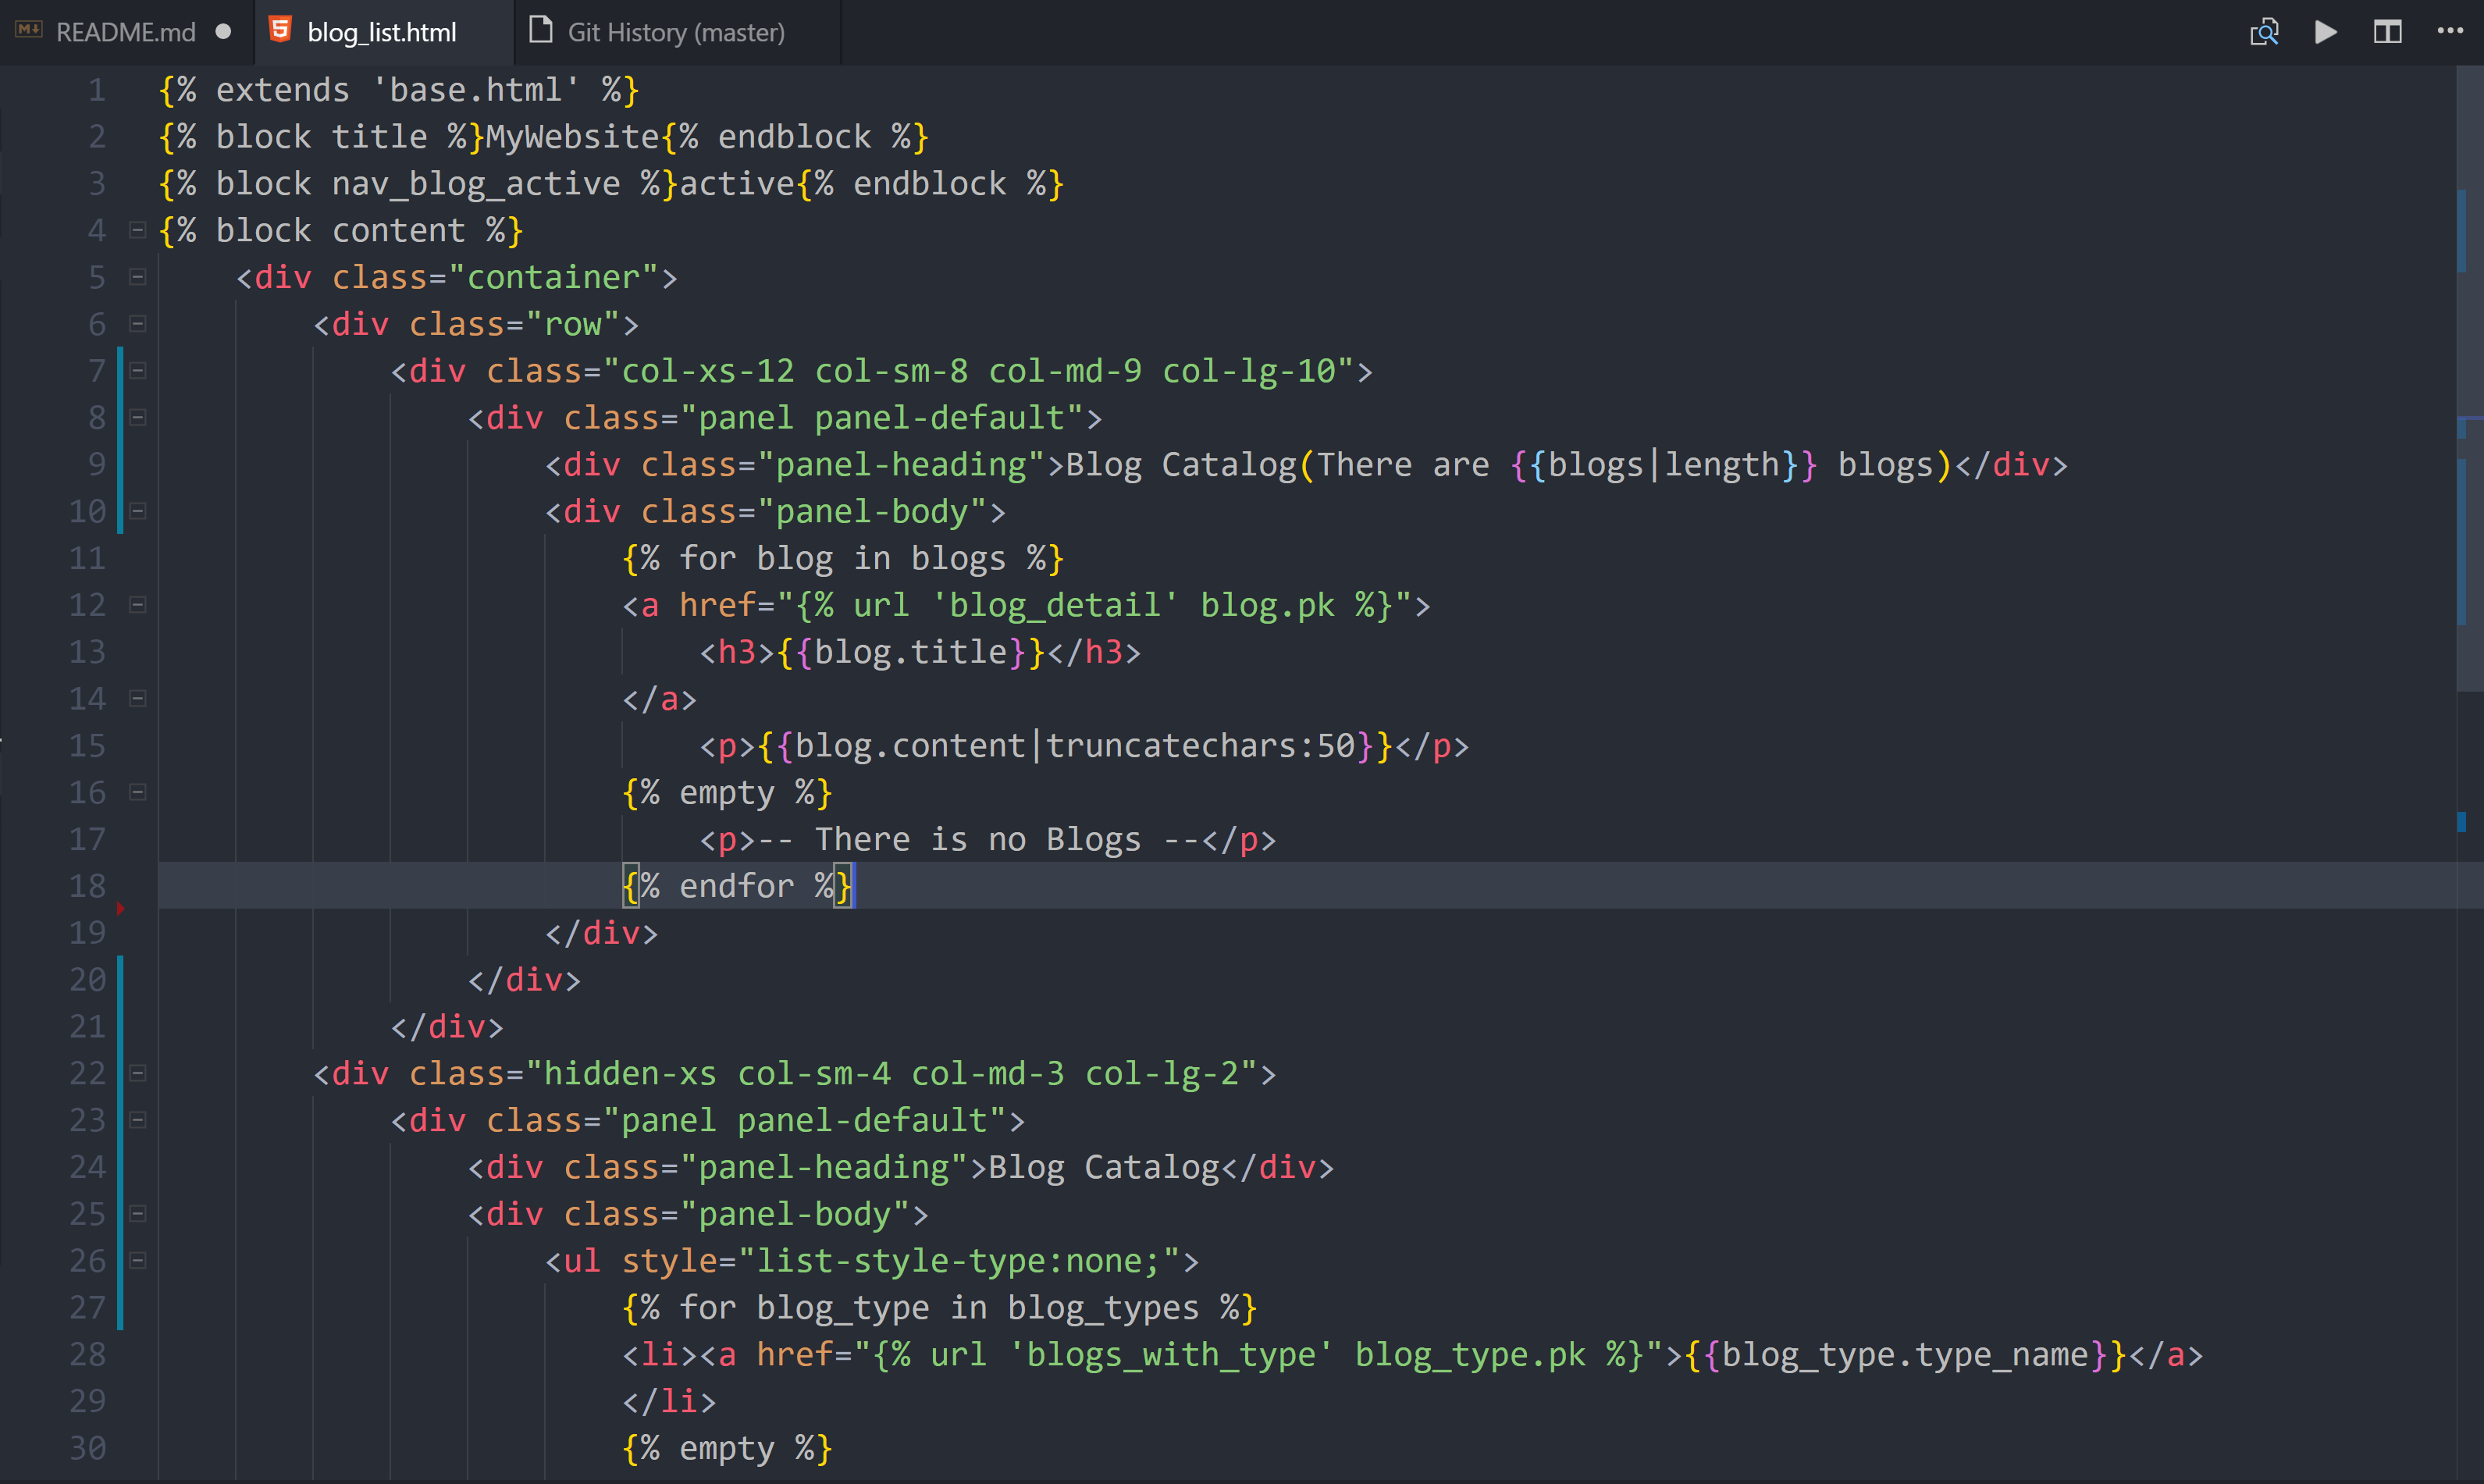 README.md blog_list.html Git History (master)
1 {% extends 'base.html' %}
2 {% block title %}MyWebsite{% endblock %}
3 {% block nav_blog_active %}active{% endblock %}
4 {% block content %}
5 <div class="container">
6 <div class="row">
7 <div class="col-xs-12 col-sm-8 col-md-9 col-lg-10">
8 <div class="panel panel-default">
9 <div class="panel-heading">Blog Catalog(There are {{blogs|length}} blogs)</div>
10 <div class="panel-body">
11 {% for blog in blogs %}
12 <a href="{% url 'blog_detail' blog.pk %}">
13 <h3>{{blog.title}}</h3>
14 </a>
15 <p>{{blog.content|truncatechars:50}}</p>
16 {% empty %}
17 <p>-- There is no Blogs --</p>
18 {% endfor %}
19 </div>
20 </div>
21 </div>
22 <div class="hidden-xs col-sm-4 col-md-3 col-lg-2">
23 <div class="panel panel-default">
24 <div class="panel-heading">Blog Catalog</div>
25 <div class="panel-body">
26 <ul style="list-style-type:none;">
27 {% for blog_type in blog_types %}
28 <li><a href="{% url 'blogs_with_type' blog_type.pk %}">{{blog_type.type_name}}</a>
29 </li>
30 {% empty %}